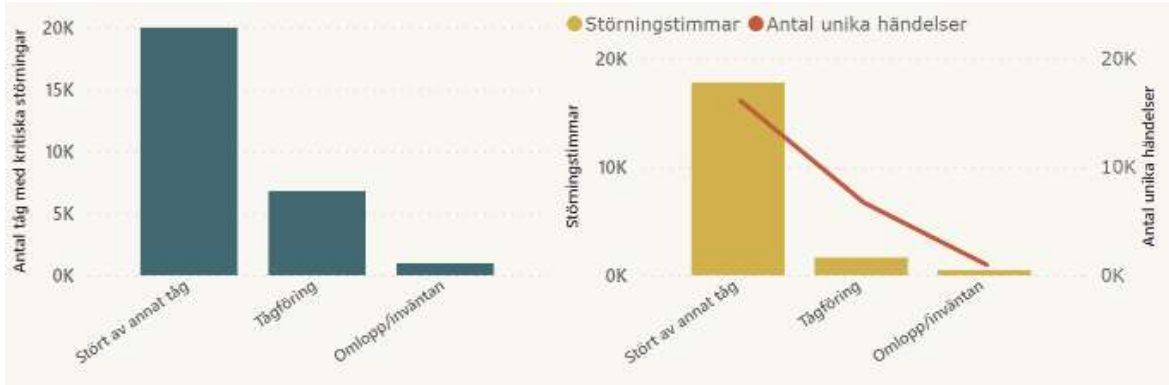 Antal tåg med kritiska störningar
20K
15K
10K
5K
0K
Stört av annat tåg
Tågföring
Omlopp/inväntan
Störningstimmar Antal unika händelser
Störningstimmar
20K
10K
0K
20K
10K
0K
Antal unika händelser
Stört av annat tåg
Tågföring
Omlopp/inväntan